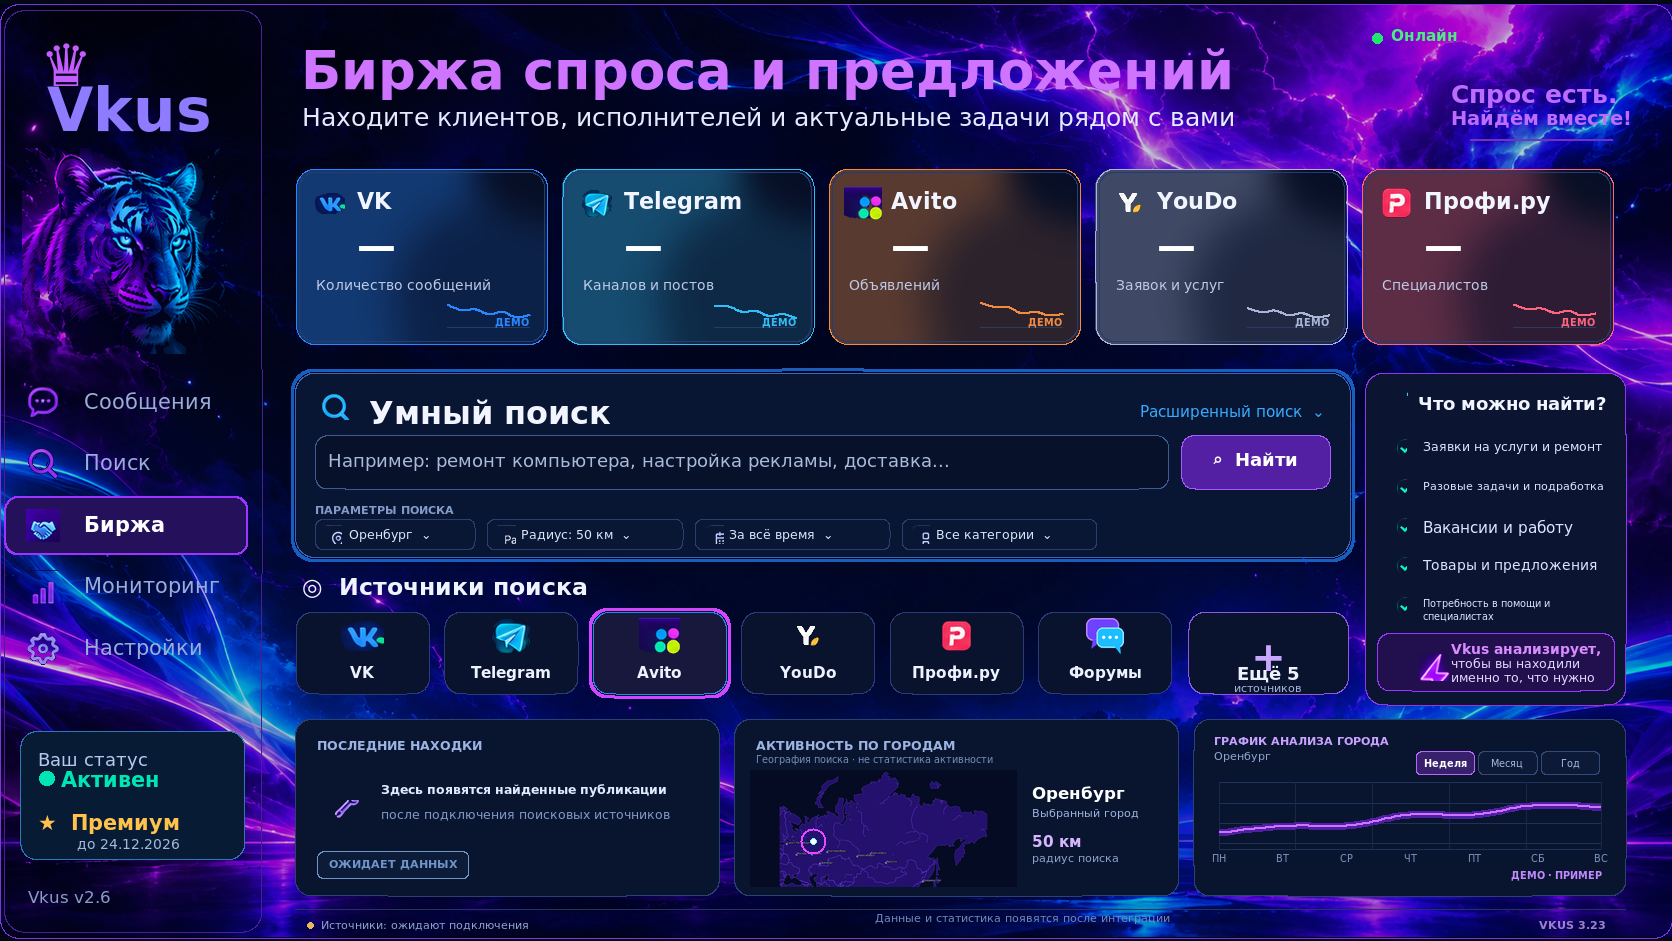 Vkus
Сообщения
Поиск
Биржа
Мониторинг
Настройки
Ваш статус
Активен
★ Премиум
до 24.12.2026
Vkus v2.6
Биржа спроса и предложений
Находите клиентов, исполнителей и актуальные задачи рядом с вами
Онлайн
Спрос есть.
Найдём вместе!
VK
—
Количество сообщений
ДЕМО
Telegram
—
Каналов и постов
ДЕМО
Avito
—
Объявлений
ДЕМО
YouDo
—
Заявок и услуг
ДЕМО
Профи.ру
—
Специалистов
ДЕМО
Умный поиск
Расширенный поиск
Например: ремонт компьютера, настройка рекламы, доставка...
Найти
ПАРАМЕТРЫ ПОИСКА
Оренбург
Радиус: 50 км
За всё время
Все категории
Что можно найти?
Заявки на услуги и ремонт
Разовые задачи и подработка
Вакансии и работу
Товары и предложения
Потребность в помощи и
специалистах
Vkus анализирует,
чтобы вы находили
именно то, что нужно
Источники поиска
VK
Telegram
Avito
YouDo
Профи.ру
Форумы
+
Ещё 5
источников
ПОСЛЕДНИЕ НАХОДКИ
Здесь появятся найденные публикации
после подключения поисковых источников
ОЖИДАЕТ ДАННЫХ
АКТИВНОСТЬ ПО ГОРОДАМ
География поиска · не статистика активности
Оренбург
Выбранный город
50 км
радиус поиска
ГРАФИК АНАЛИЗА ГОРОДА
Оренбург
Неделя Месяц Год
ПН ВТ СР ЧТ ПТ СБ ВС
ДЕМО · ПРИМЕР
Источники: ожидают подключения
Данные и статистика появятся после интеграции
VKUS 3.23